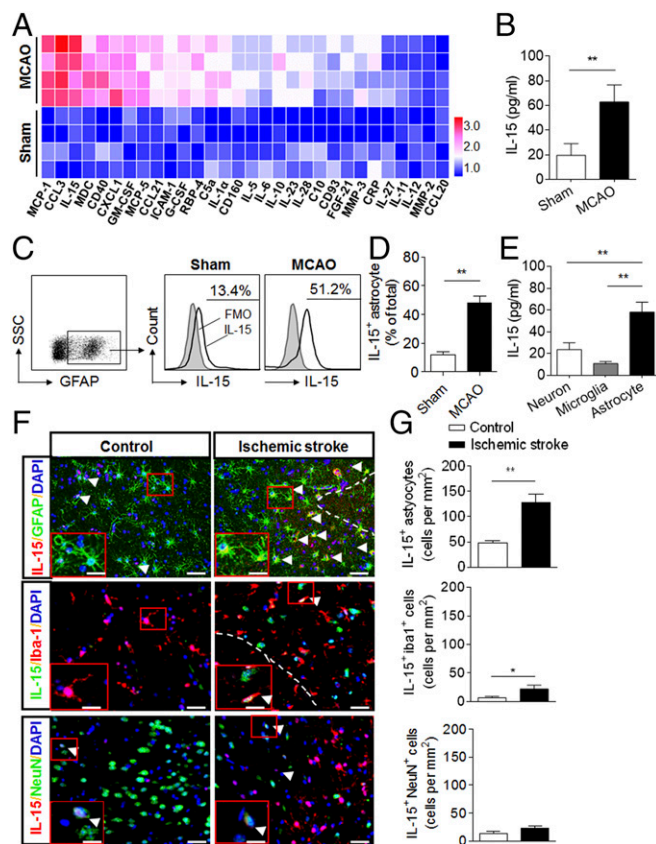 A
MCAO
Sham
MCP-1
CCL3
IL-15
MDC
CD40
CXCL1
GM-CSF
MCP-5
CCL21
ICAM-1
G-CSF
RBP-4
C5a
IL-1α
CD160
IL-5
IL-6
IL-10
IL-23
IL-28
C10
CD93
FGF-21
MMP-3
CRP
IL-27
IL-11
IL-12
MMP-2
CCL20
3.0
2.0
1.0
B
IL-15 (pg/ml)
100
80
60
40
20
0
**
Sham
MCAO
C
SSC
GFAP
Count
Sham
13.4%
FMO
IL-15
IL-15
MCAO
51.2%
IL-15
D
IL-15+ astrocyte
(% of total)
80
60
40
20
0
**
Sham
MCAO
E
IL-15 (pg/ml)
100
80
60
40
20
0
**
**
Neuron
Microglia
Astrocyte
F
Control
Ischemic stroke
IL-15/GFAP/DAPI
IL-15/Iba-1/DAPI
IL-15/NeuN/DAPI
G
Control
Ischemic stroke
IL-15+ astyocytes
(cells per mm2)
200
150
100
50
0
**
IL-15+Iba1+ cells
(cells per mm2)
200
150
100
50
0
*
IL-15+NeuN+ cells
(cells per mm2)
200
150
100
50
0